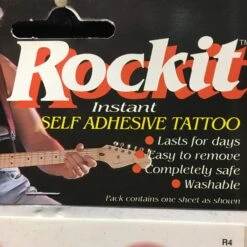 Rockit™
Instant
SELF ADHESIVE TATTOO
• Lasts for days
• Easy to remove
• Completely safe
• Washable
Pack contains one sheet as shown
R4